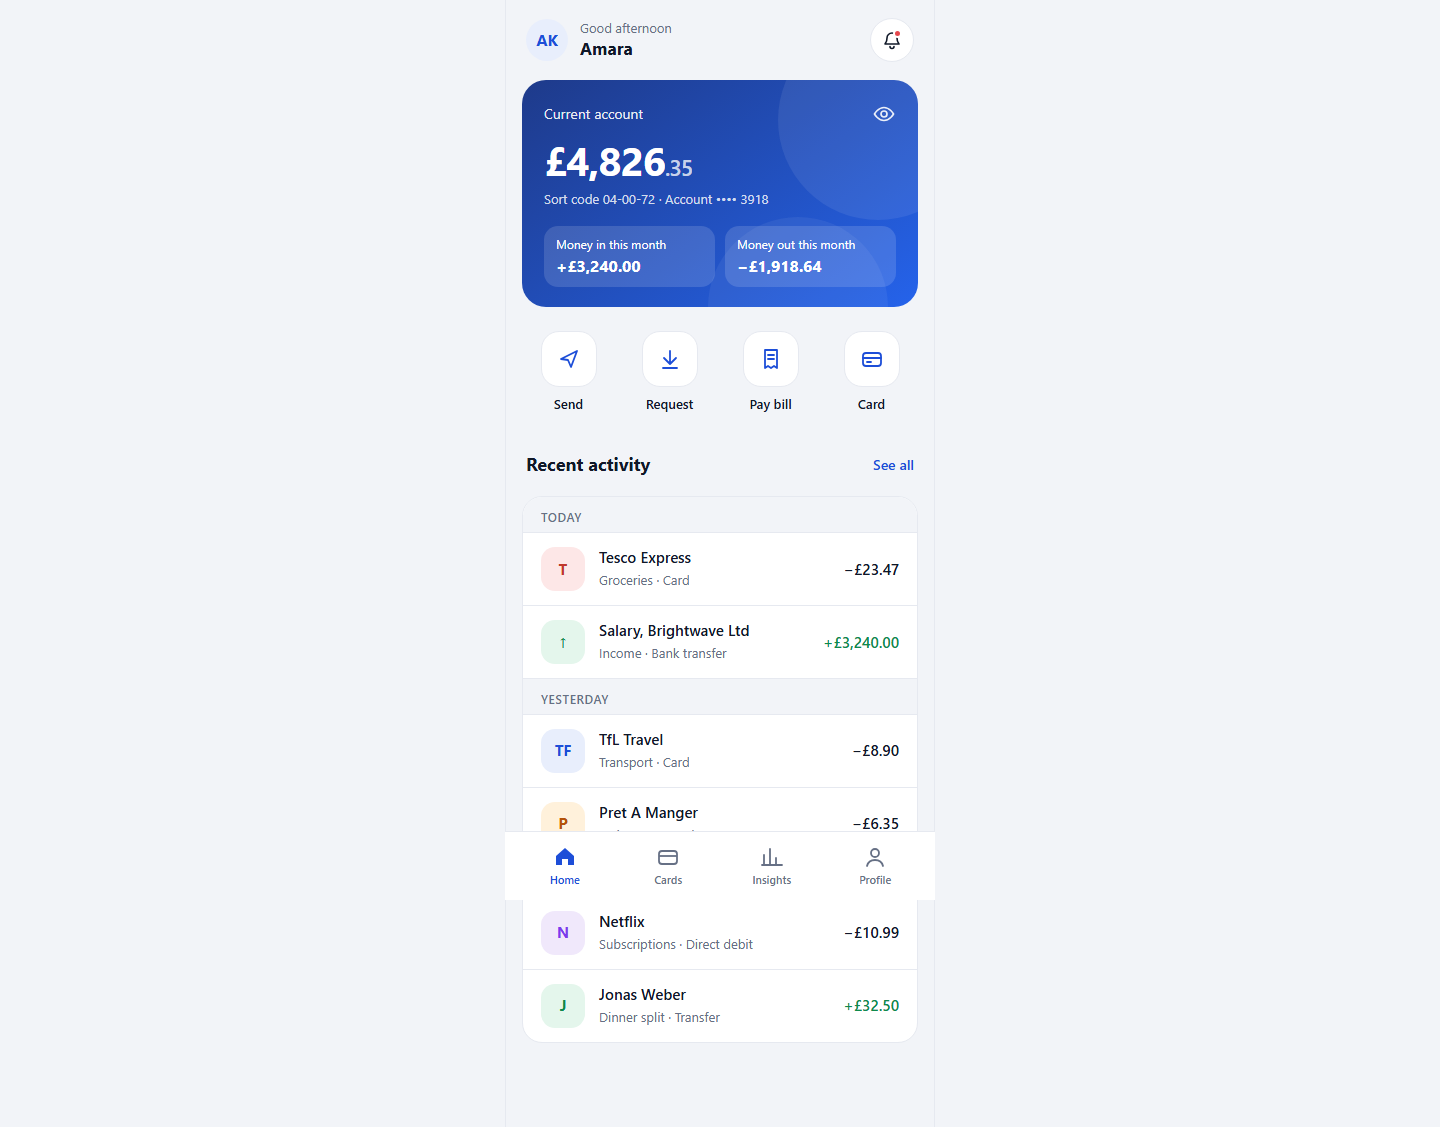 AK
Good afternoon
Amara
Current account
£4,826.35
Sort code 04-00-72 · Account •••• 3918
Money in this month
+£3,240.00
Money out this month
−£1,918.64
Send
Request
Pay bill
Card
Recent activity
See all
TODAY
T
Tesco Express
Groceries · Card
−£23.47
↑
Salary, Brightwave Ltd
Income · Bank transfer
+£3,240.00
YESTERDAY
TF
TfL Travel
Transport · Card
−£8.90
P
Pret A Manger
−£6.35
Home
Cards
Insights
Profile
N
Netflix
Subscriptions · Direct debit
−£10.99
J
Jonas Weber
Dinner split · Transfer
+£32.50